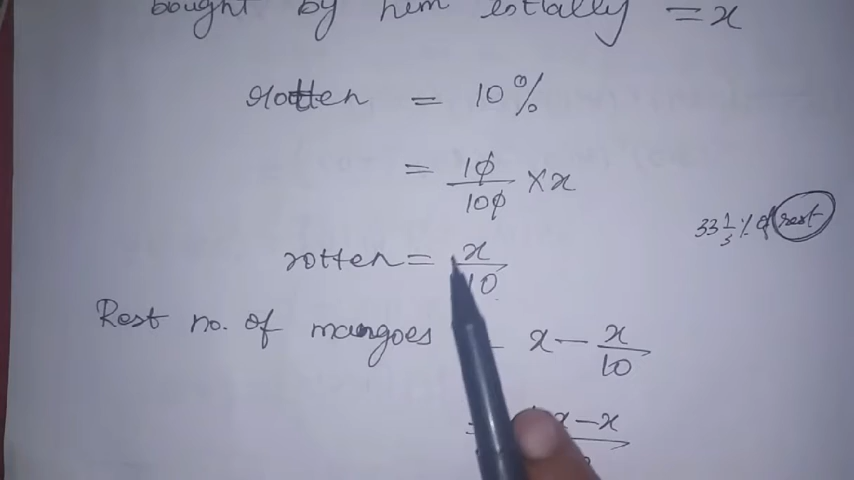 bought by him = x
rotten = 10%
= 10/100 × x
33 1/3 % of rest
rotten = x/10
Rest no. of mangoes = x - x/10
x - x